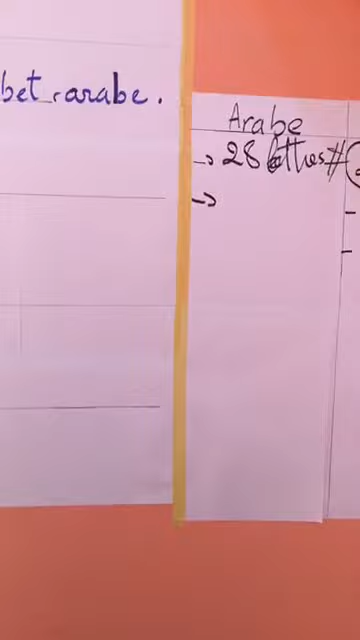 bet arabe.
Arabe
→ 28 lettres #
→